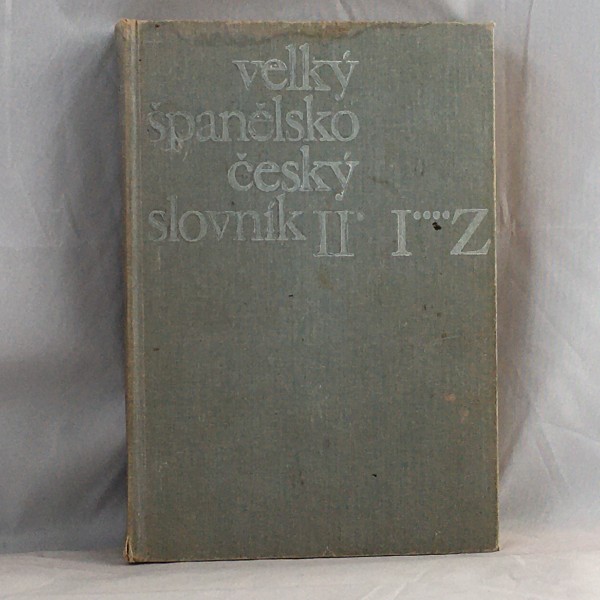 velký
španělsko
český
slovník II• I••••Z